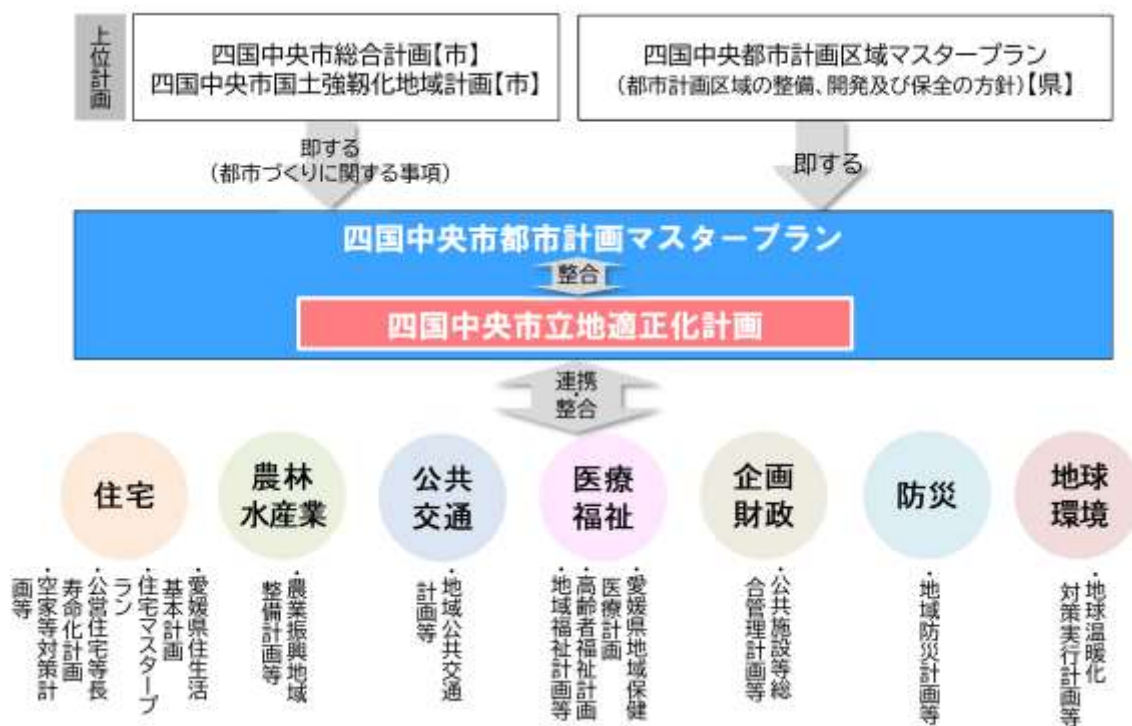 上位計画
四国中央市総合計画【市】
四国中央市国土強靱化地域計画【市】
四国中央都市計画区域マスタープラン
（都市計画区域の整備、開発及び保全の方針）【県】
即する
（都市づくりに関する事項）
即する
四国中央市都市計画マスタープラン
整合
四国中央市立地適正化計画
連携・
整合
住宅
農林
水産業
公共
交通
医療
福祉
企画
財政
防災
地球
環境
・愛媛県住生活
基本計画
・住宅マスタープ
ラン
・公営住宅等長
寿命化計画
・空家等対策計
画等
・農業振興地域
整備計画等
・地域公共交通
計画等
・愛媛県地域保健
医療計画
・高齢者福祉計画
・地域福祉計画等
・公共施設等総
合管理計画等
・地域防災計画等
・地球温暖化
対策実行計画等